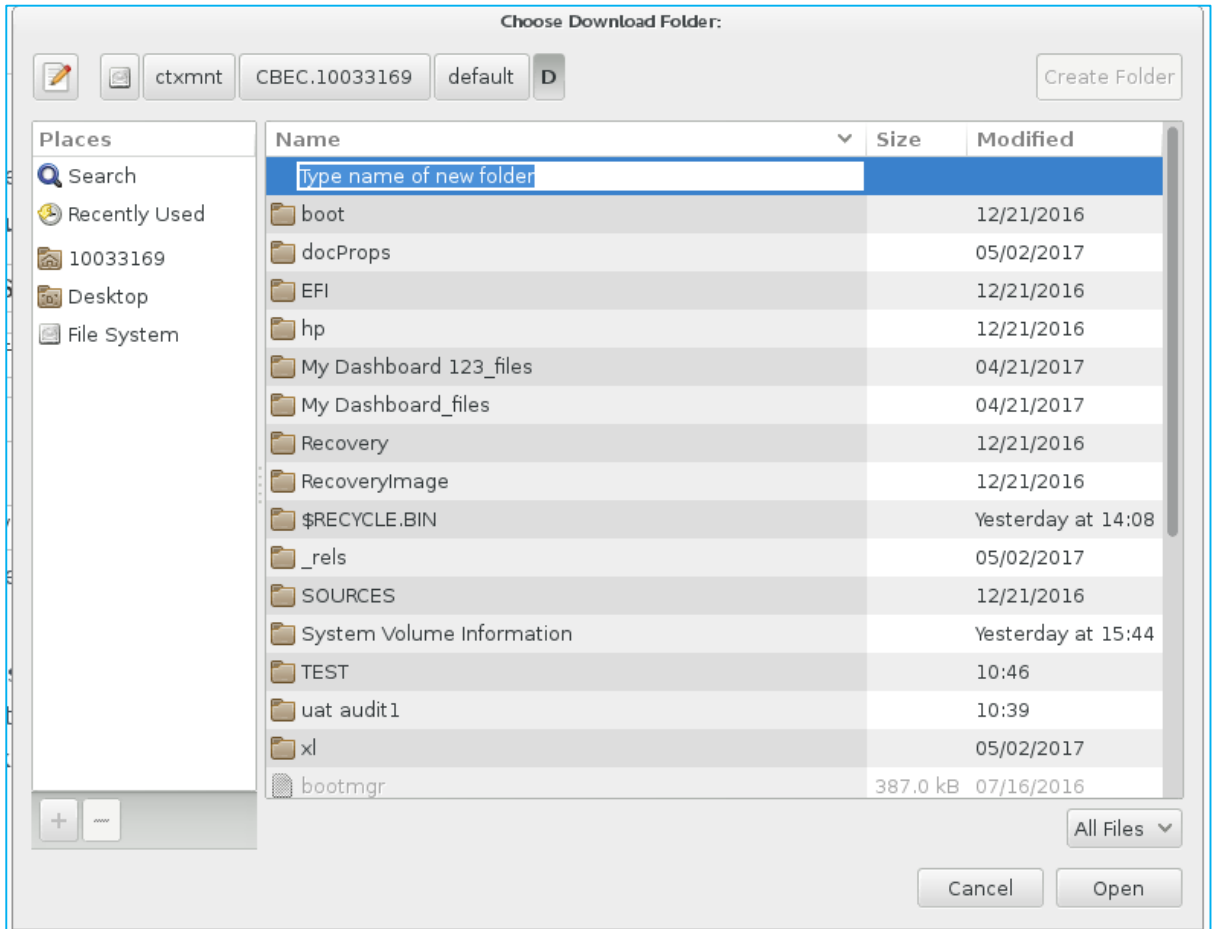 Choose Download Folder:
ctxmnt CBEC.10033169 default D Create Folder
Places Name Size Modified
Search Type name of new folder
Recently Used boot 12/21/2016
10033169 docProps 05/02/2017
Desktop EFI 12/21/2016
File System hp 12/21/2016
My Dashboard 123_files 04/21/2017
My Dashboard_files 04/21/2017
Recovery 12/21/2016
RecoveryImage 12/21/2016
$RECYCLE.BIN Yesterday at 14:08
_rels 05/02/2017
SOURCES 12/21/2016
System Volume Information Yesterday at 15:44
TEST 10:46
uat audit1 10:39
xl 05/02/2017
bootmgr 387.0 kB 07/16/2016
All Files
Cancel Open